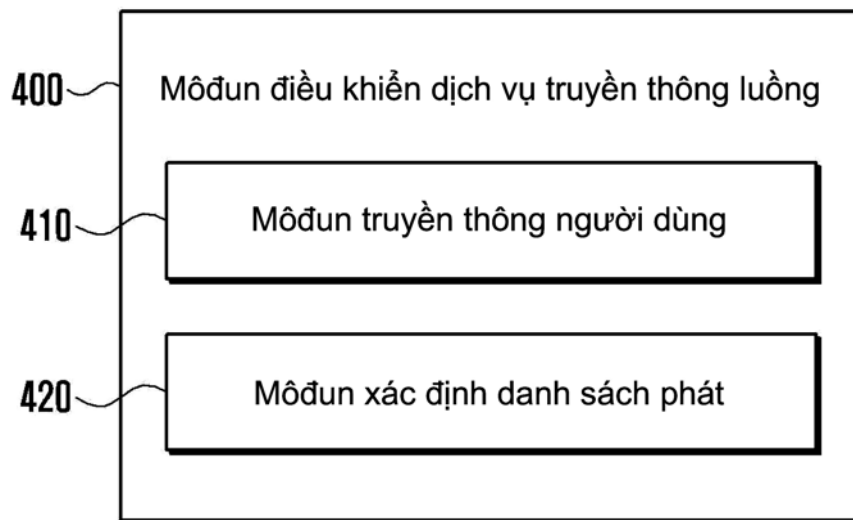 400 Môđun điều khiển dịch vụ truyền thông luồng
410 Môđun truyền thông người dùng
420 Môđun xác định danh sách phát